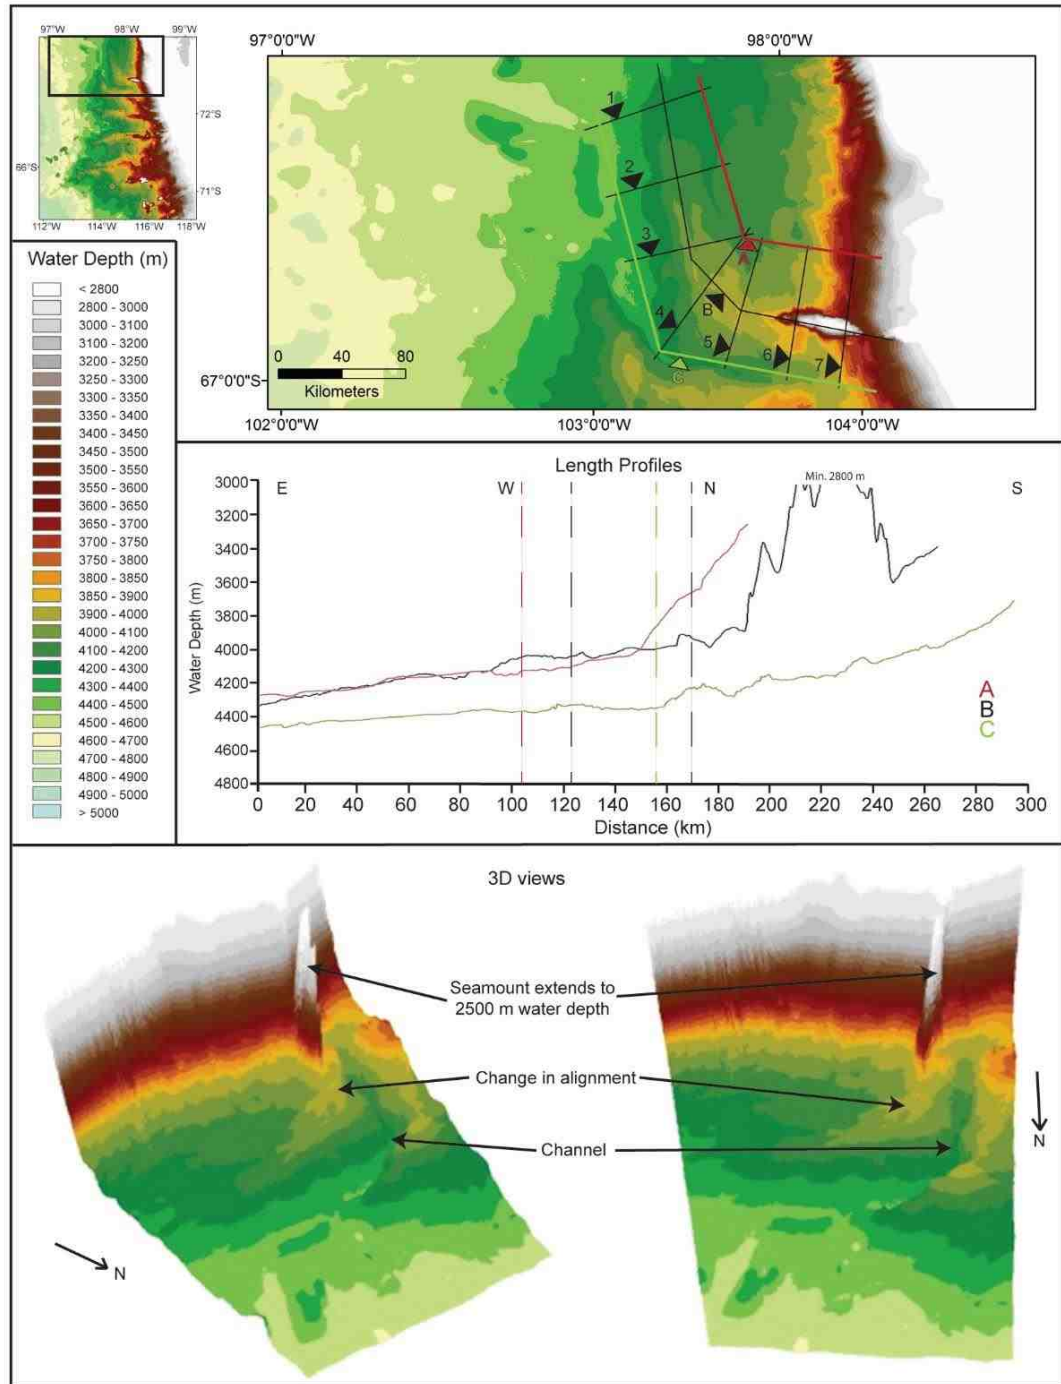 97°W 98°W 99°W
72°S
66°S
71°S
112°W 114°W 116°W 118°W
97°0'0"W 98°0'0"W
1
2
3
A
4
B
5
6
7
C
0 40 80
Kilometers
67°0'0"S
102°0'0"W 103°0'0"W 104°0'0"W
Water Depth (m)
< 2800
2800 - 3000
3000 - 3100
3100 - 3200
3200 - 3250
3250 - 3300
3300 - 3350
3350 - 3400
3400 - 3450
3450 - 3500
3500 - 3550
3550 - 3600
3600 - 3650
3650 - 3700
3700 - 3750
3750 - 3800
3800 - 3850
3850 - 3900
3900 - 4000
4000 - 4100
4100 - 4200
4200 - 4300
4300 - 4400
4400 - 4500
4500 - 4600
4600 - 4700
4700 - 4800
4800 - 4900
4900 - 5000
> 5000
Length Profiles
Min. 2800 m
E W N S
3000
3200
3400
3600
3800
4000
4200
4400
4600
4800
Water Depth (m)
A
B
C
0 20 40 60 80 100 120 140 160 180 200 220 240 260 280 300
Distance (km)
3D views
Seamount extends to
2500 m water depth
Change in alignment
Channel
N
N